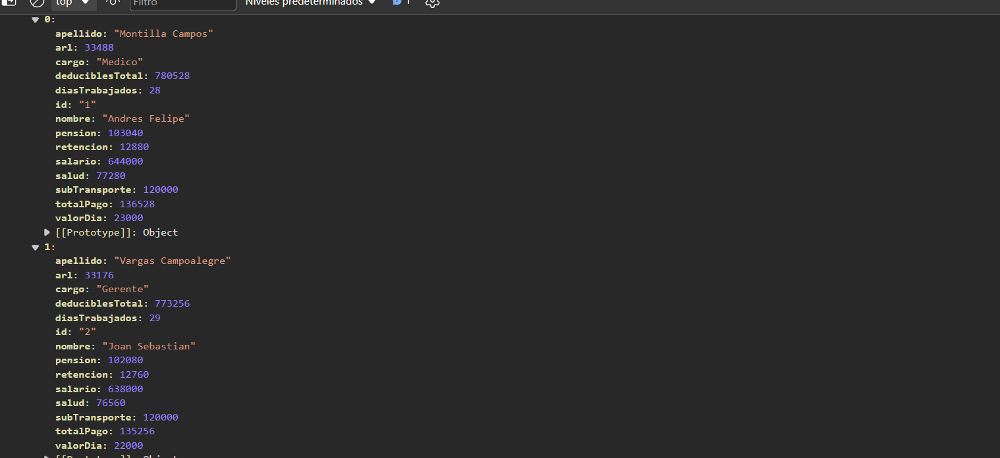 top Filtro Niveles predeterminados 1
0:
apellido: "Montilla Campos"
arl: 33488
cargo: "Medico"
deduciblesTotal: 780528
diasTrabajados: 28
id: "1"
nombre: "Andres Felipe"
pension: 103040
retencion: 12880
salario: 644000
salud: 77280
subTransporte: 120000
totalPago: 136528
valorDia: 23000
[[Prototype]]: Object
1:
apellido: "Vargas Campoalegre"
arl: 33176
cargo: "Gerente"
deduciblesTotal: 773256
diasTrabajados: 29
id: "2"
nombre: "Joan Sebastian"
pension: 102080
retencion: 12760
salario: 638000
salud: 76560
subTransporte: 120000
totalPago: 135256
valorDia: 22000
[[Prototype]]: Object